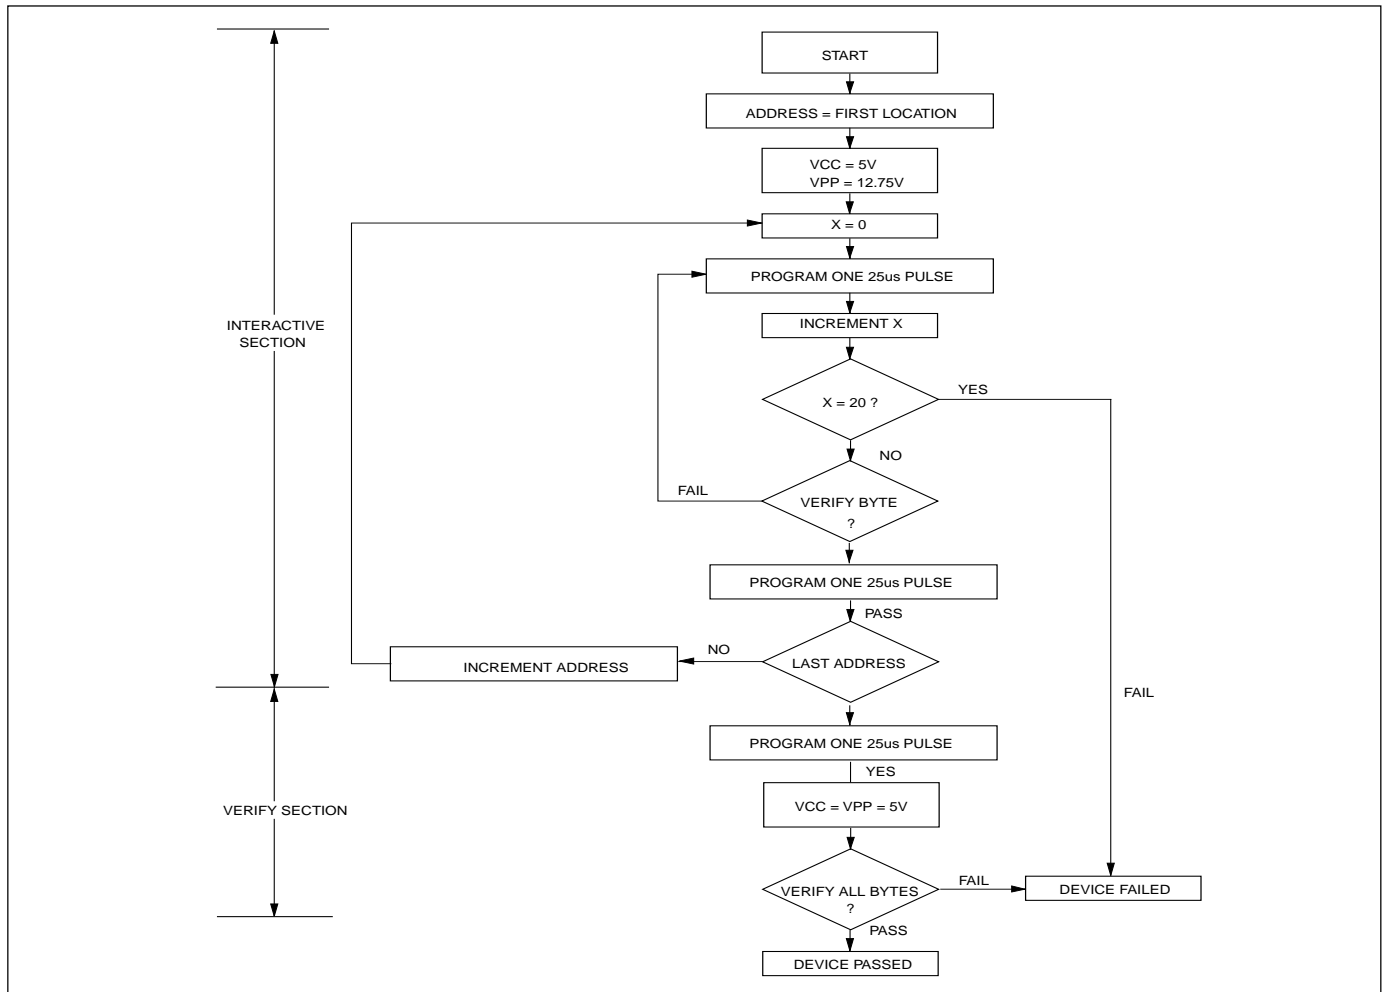 START
ADDRESS = FIRST LOCATION
VCC = 5V
VPP = 12.75V
X = 0
PROGRAM ONE 25us PULSE
INTERACTIVE
SECTION
INCREMENT X
X = 20 ?
YES
NO
FAIL
VERIFY BYTE
?
PROGRAM ONE 25us PULSE
PASS
NO
LAST ADDRESS
INCREMENT ADDRESS
FAIL
PROGRAM ONE 25us PULSE
YES
VERIFY SECTION
VCC = VPP = 5V
VERIFY ALL BYTES
?
FAIL
DEVICE FAILED
PASS
DEVICE PASSED